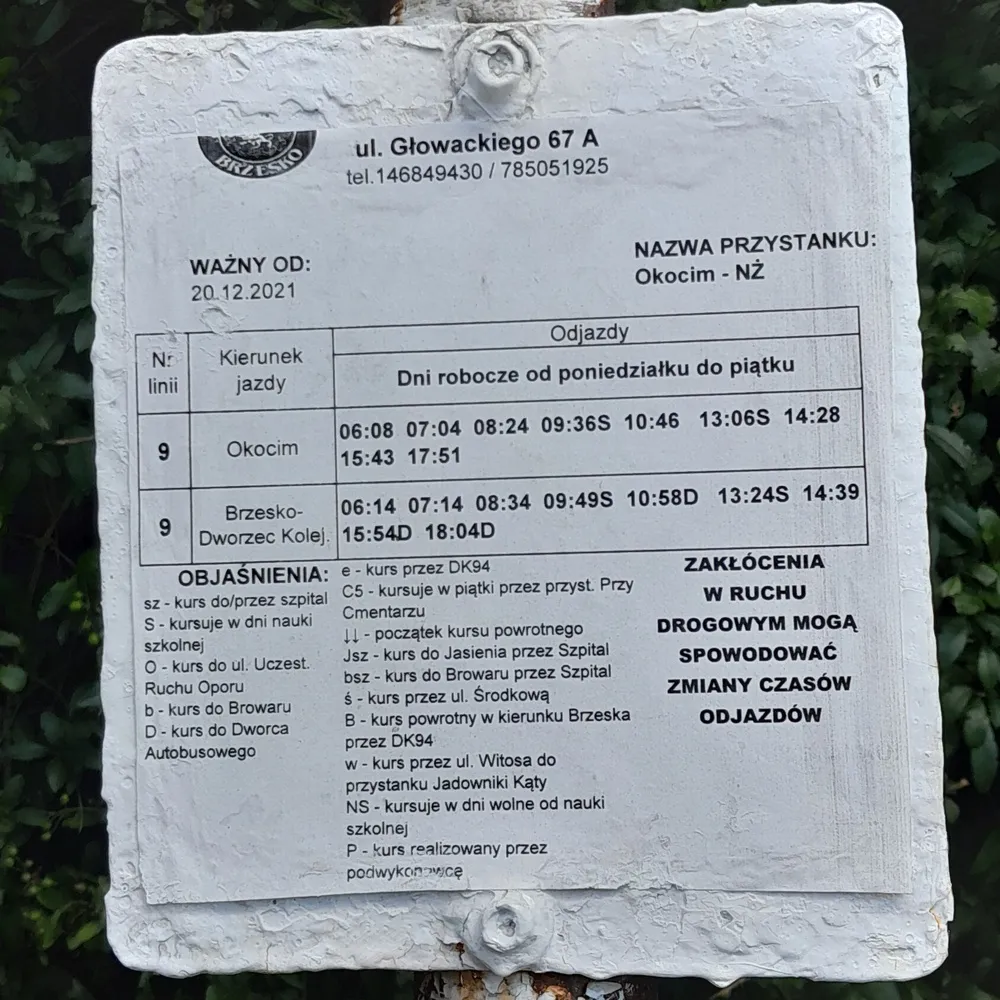 BRZESKO
ul. Głowackiego 67 A
tel.146849430 / 785051925
WAŻNY OD:
20.12.2021
NAZWA PRZYSTANKU:
Okocim - NŻ
Nr linii
Kierunek jazdy
Odjazdy
Dni robocze od poniedziałku do piątku
9
Okocim
06:08 07:04 08:24 09:36S 10:46 13:06S 14:28
15:43 17:51
9
Brzesko-
Dworzec Kolej.
06:14 07:14 08:34 09:49S 10:58D 13:24S 14:39
15:54D 18:04D
OBJAŚNIENIA:
sz - kurs do/przez szpital
S - kursuje w dni nauki
szkolnej
O - kurs do ul. Uczest.
Ruchu Oporu
b - kurs do Browaru
D - kurs do Dworca
Autobusowego
e - kurs przez DK94
C5 - kursuje w piątki przez przyst. Przy
Cmentarzu
↓↓ - początek kursu powrotnego
Jsz - kurs do Jasienia przez Szpital
bsz - kurs do Browaru przez Szpital
ś - kurs przez ul. Środkową
B - kurs powrotny w kierunku Brzeska
przez DK94
w - kurs przez ul. Witosa do
przystanku Jadowniki Kąty
NS - kursuje w dni wolne od nauki
szkolnej
P - kurs realizowany przez
podwykonawcę
ZAKŁÓCENIA
W RUCHU
DROGOWYM MOGĄ
SPOWODOWAĆ
ZMIANY CZASÓW
ODJAZDÓW